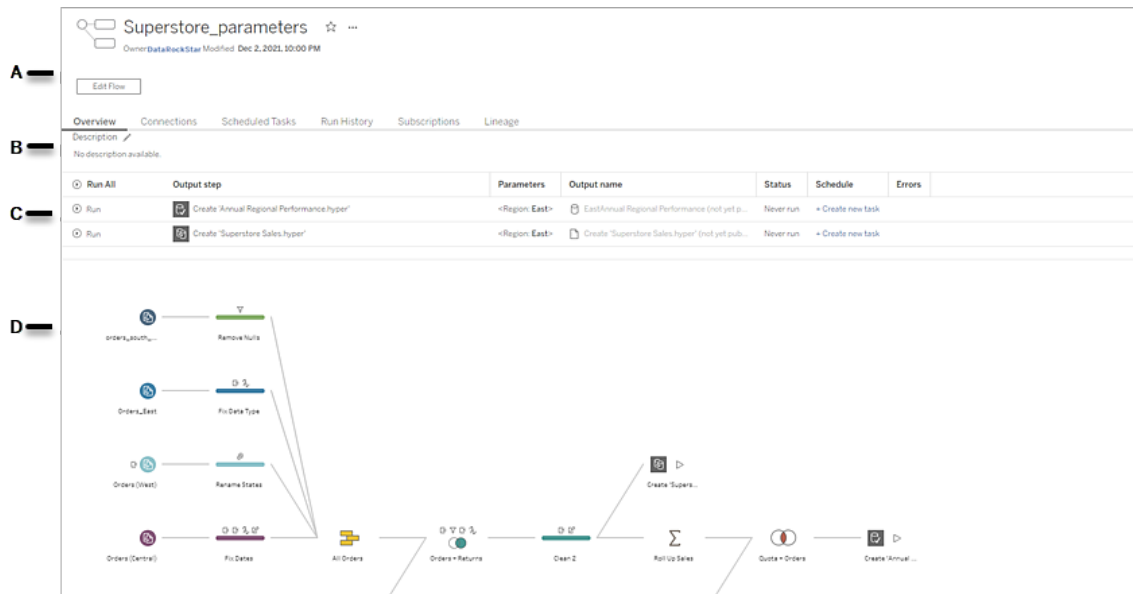 Superstore_parameters
Owner DataRockStar Modified Dec 2, 2021, 10:00 PM
A
Edit Flow
Overview Connections Scheduled Tasks Run History Subscriptions Lineage
B
Description
No description available.
Run All Output step Parameters Output name Status Schedule Errors
C
Run Create 'Annual Regional Performance.hyper' <Region: East> EastAnnual Regional Performance (not yet p... Never run + Create new task
Run Create 'Superstore Sales.hyper' <Region: East> Create 'Superstore Sales.hyper' (not yet pub... Never run + Create new task
D
orders_south_... Remove Nulls
Orders_East Fix Data Type
Orders (West) Rename States Create 'Supers...
Orders (Central) Fix Dates All Orders Orders + Returns Clean 2 Roll Up Sales Quota + Orders Create 'Annual ...